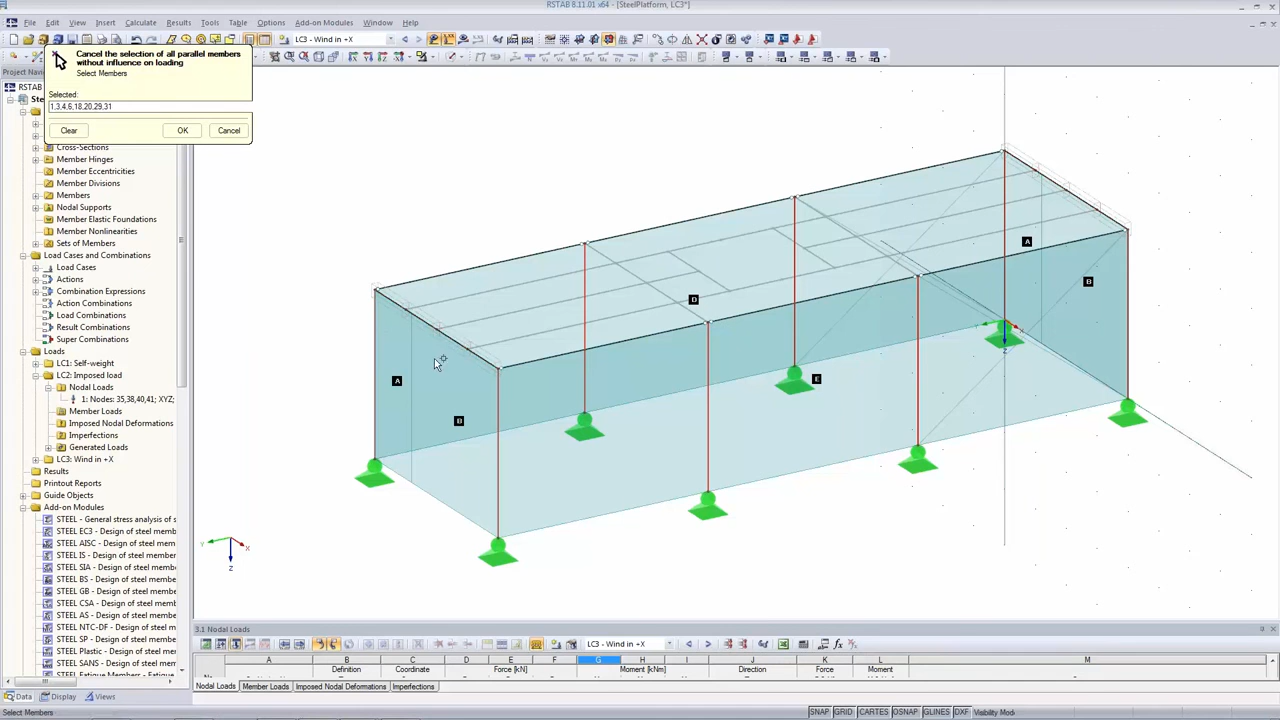 RSTAB 8.11.01 x64 - [SteelPlatform, LC3*]
File Edit View Insert Calculate Results Tools Table Options Add-on Modules Window Help
LC3 - Wind in +X
Cancel the selection of all parallel members
without influence on loading
Select Members
Selected:
1,3,4,6,18,20,29,31
Clear OK Cancel
Project Nav
RSTAB
Cross-Sections
Member Hinges
Member Eccentricities
Member Divisions
Members
Nodal Supports
Member Elastic Foundations
Member Nonlinearities
Sets of Members
Load Cases and Combinations
Load Cases
Actions
Combination Expressions
Action Combinations
Load Combinations
Result Combinations
Super Combinations
Loads
LC1: Self-weight
LC2: Imposed load
Nodal Loads
1: Nodes: 35,38,40,41; XYZ;
Member Loads
Imposed Nodal Deformations
Imperfections
Generated Loads
LC3: Wind in +X
Results
Printout Reports
Guide Objects
Add-on Modules
STEEL - General stress analysis of s
STEEL EC3 - Design of steel memb
STEEL AISC - Design of steel memb
STEEL IS - Design of steel member
STEEL SIA - Design of steel membe
STEEL BS - Design of steel membe
STEEL GB - Design of steel membe
STEEL CSA - Design of steel memb
STEEL AS - Design of steel membe
STEEL NTC-DF - Design of steel me
STEEL SP - Design of steel membe
STEEL Plastic - Design of steel mem
STEEL SANS - Design of steel mem
STEEL Fatigue Members - Fatigue
Data Display Views
A
B
A
B
D
E
X
Y
Z
Y
X
Z
3.1 Nodal Loads
LC3 - Wind in +X
A B C D E F G H I J K L M
Definition Coordinate Force [kN] Moment [kNm] Direction Force Moment
Nodal Loads Member Loads Imposed Nodal Deformations Imperfections
Select Members
SNAP GRID CARTES OSNAP GLINES DXF Visibility Mod